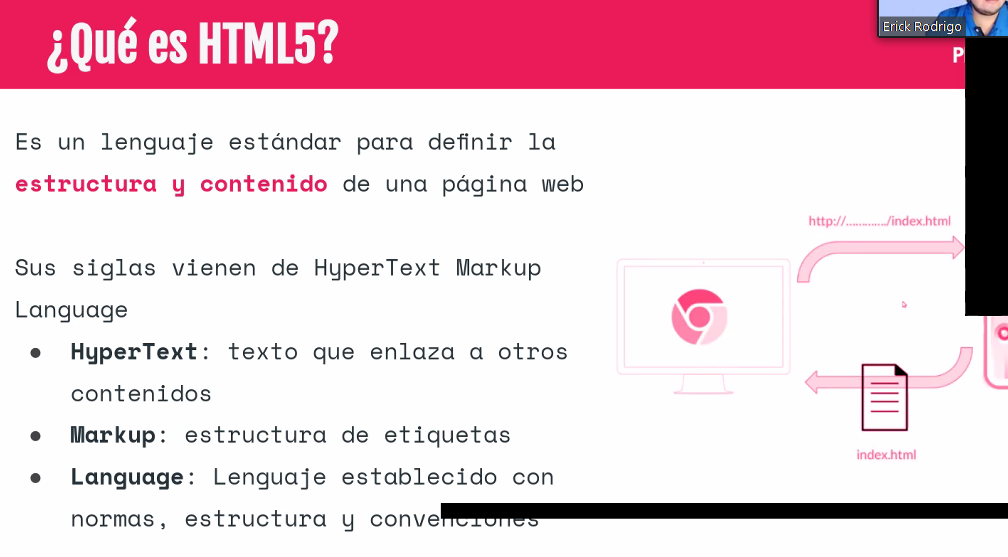 ¿Qué es HTML5?
Erick Rodrigo
Es un lenguaje estándar para definir la
estructura y contenido de una página web
http://............./index.html
Sus siglas vienen de HyperText Markup
Language
● HyperText: texto que enlaza a otros
contenidos
● Markup: estructura de etiquetas
index.html
● Language: Lenguaje establecido con
normas, estructura y convenciones